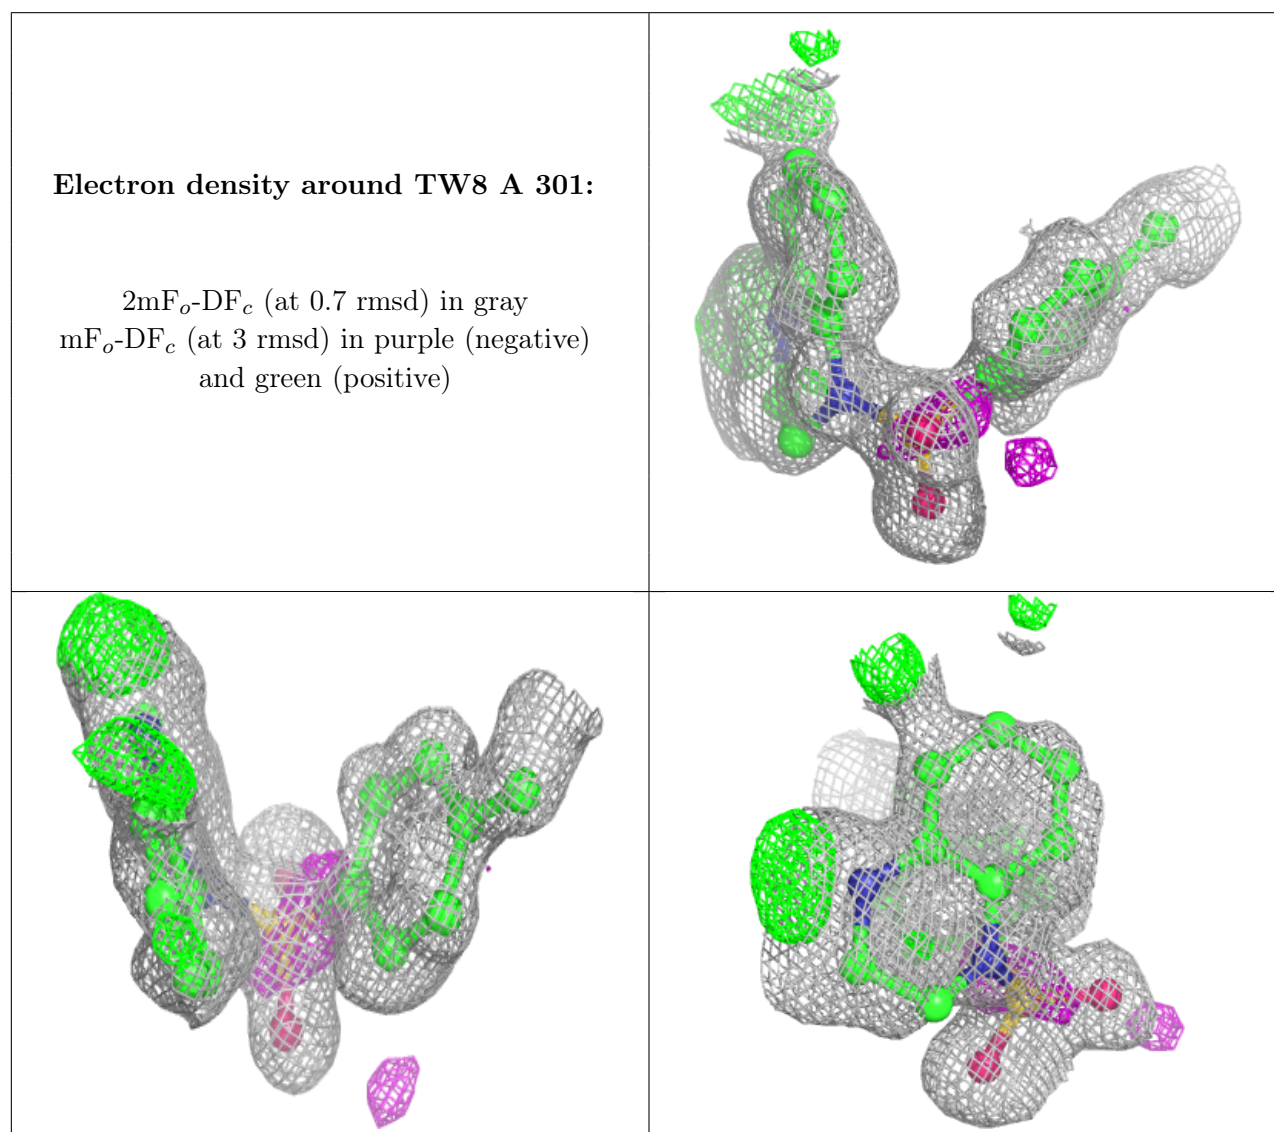 Electron density around TW8 A 301:
2mFₒ-DF𝑐 (at 0.7 rmsd) in gray
mFₒ-DF𝑐 (at 3 rmsd) in purple (negative)
and green (positive)